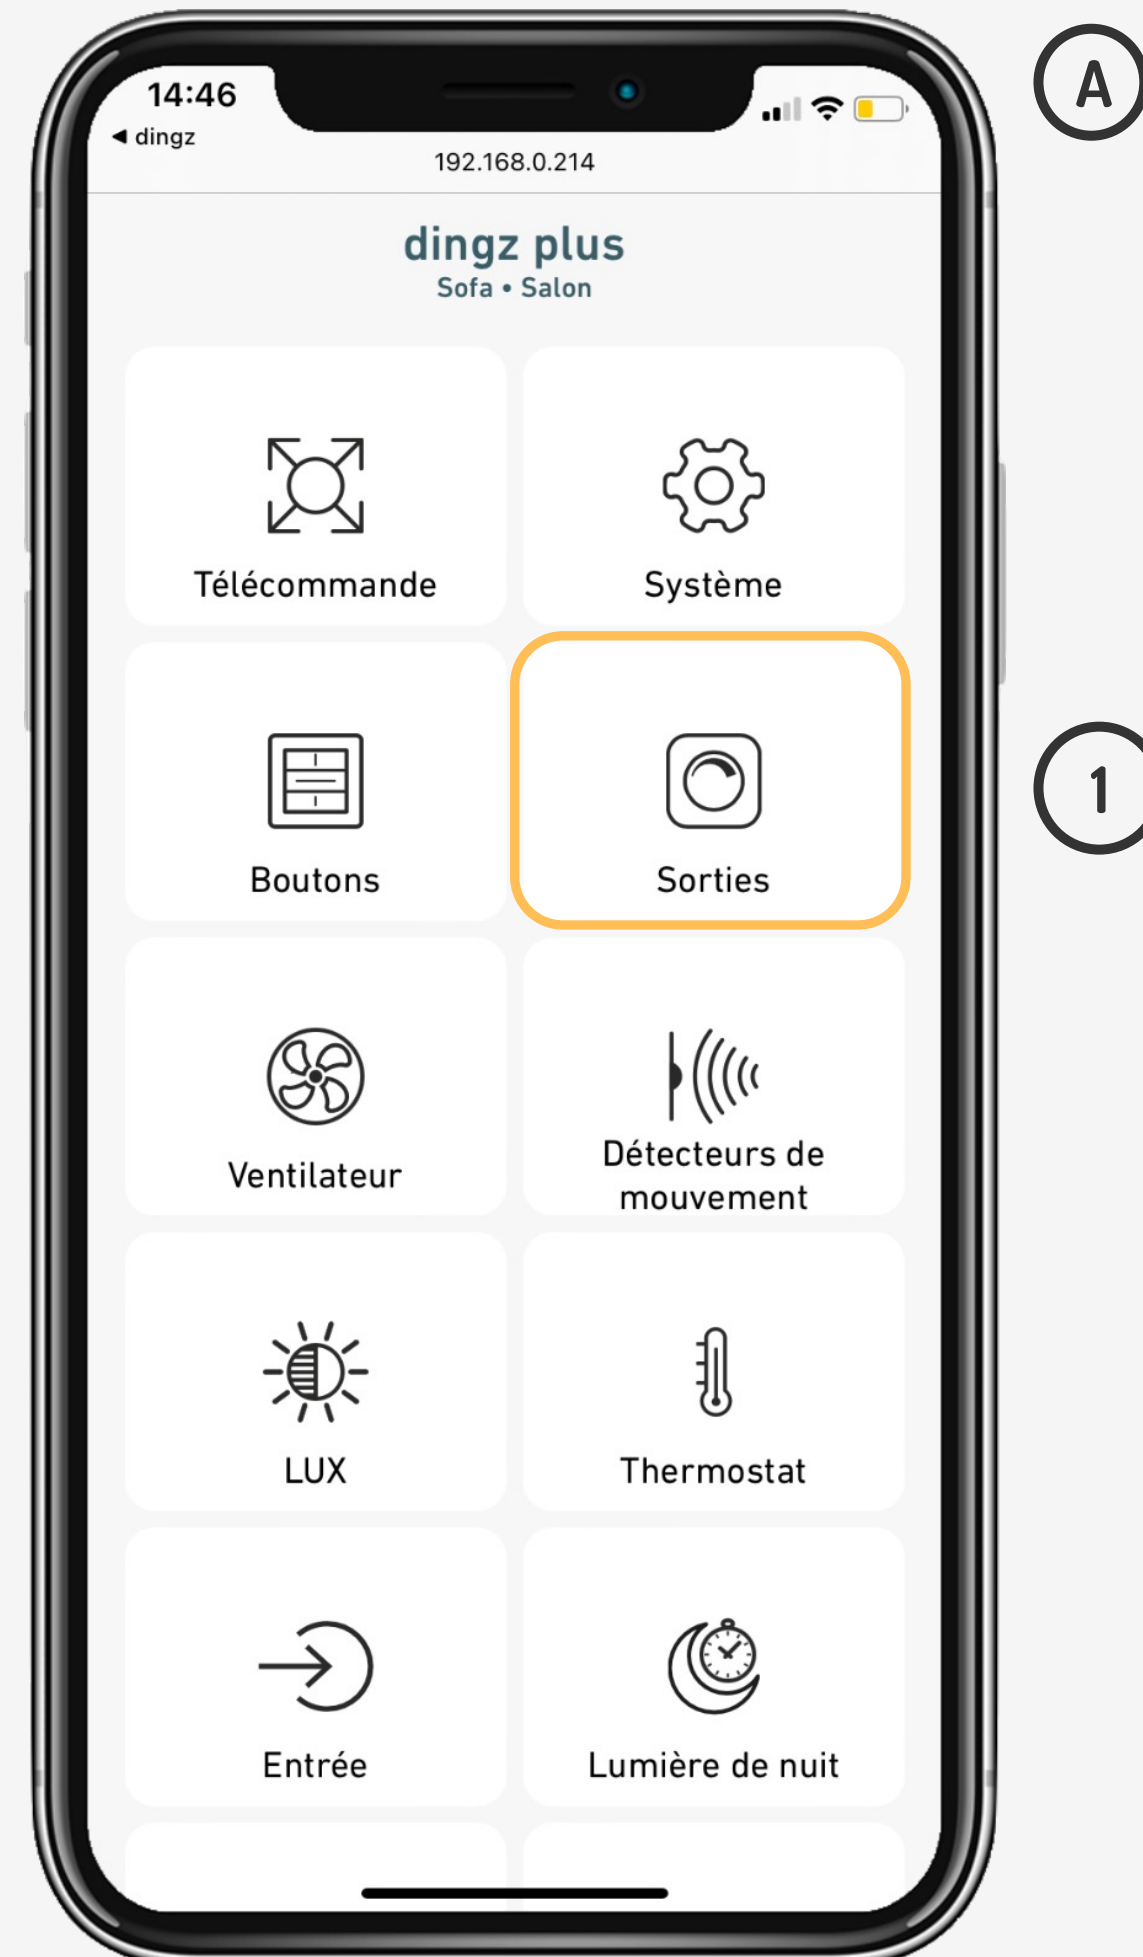 14:46
◀ dingz
192.168.0.214
dingz plus
Sofa • Salon
Télécommande
Système
Boutons
Sorties
Ventilateur
Détecteurs de
mouvement
LUX
Thermostat
Entrée
Lumière de nuit
A
1